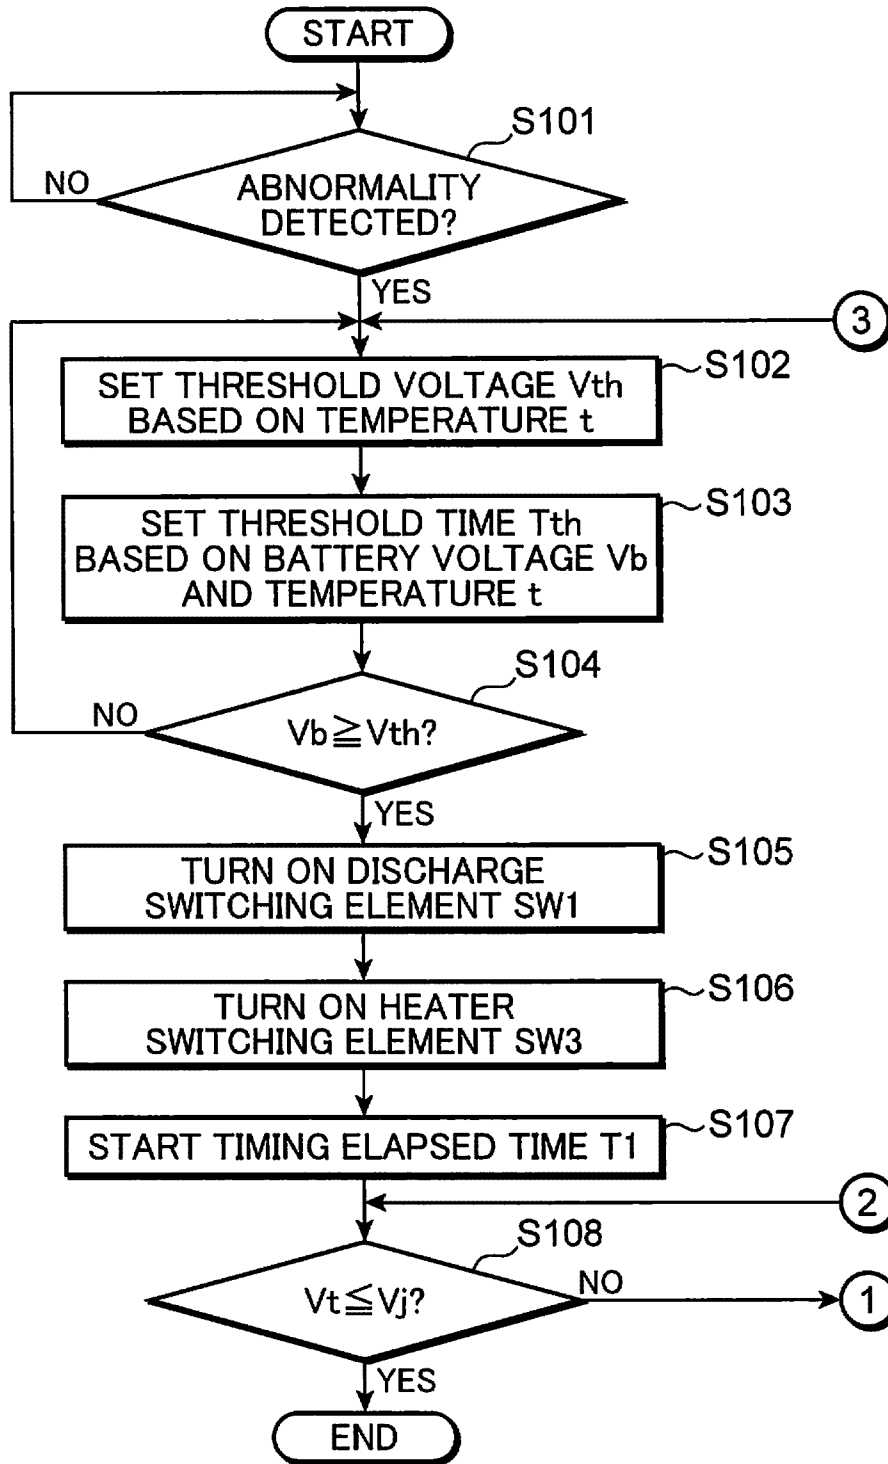 START
S101
ABNORMALITY
DETECTED?
NO
YES
3
S102
SET THRESHOLD VOLTAGE Vth
BASED ON TEMPERATURE t
S103
SET THRESHOLD TIME Tth
BASED ON BATTERY VOLTAGE Vb
AND TEMPERATURE t
S104
NO
Vb≧Vth?
YES
S105
TURN ON DISCHARGE
SWITCHING ELEMENT SW1
S106
TURN ON HEATER
SWITCHING ELEMENT SW3
S107
START TIMING ELAPSED TIME T1
2
S108
Vt≦Vj?
NO
1
YES
END